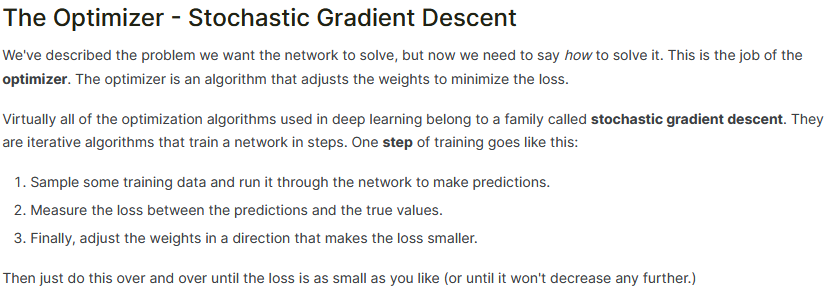 The Optimizer - Stochastic Gradient Descent
We've described the problem we want the network to solve, but now we need to say how to solve it. This is the job of the
optimizer. The optimizer is an algorithm that adjusts the weights to minimize the loss.
Virtually all of the optimization algorithms used in deep learning belong to a family called stochastic gradient descent. They
are iterative algorithms that train a network in steps. One step of training goes like this:
1. Sample some training data and run it through the network to make predictions.
2. Measure the loss between the predictions and the true values.
3. Finally, adjust the weights in a direction that makes the loss smaller.
Then just do this over and over until the loss is as small as you like (or until it won't decrease any further.)